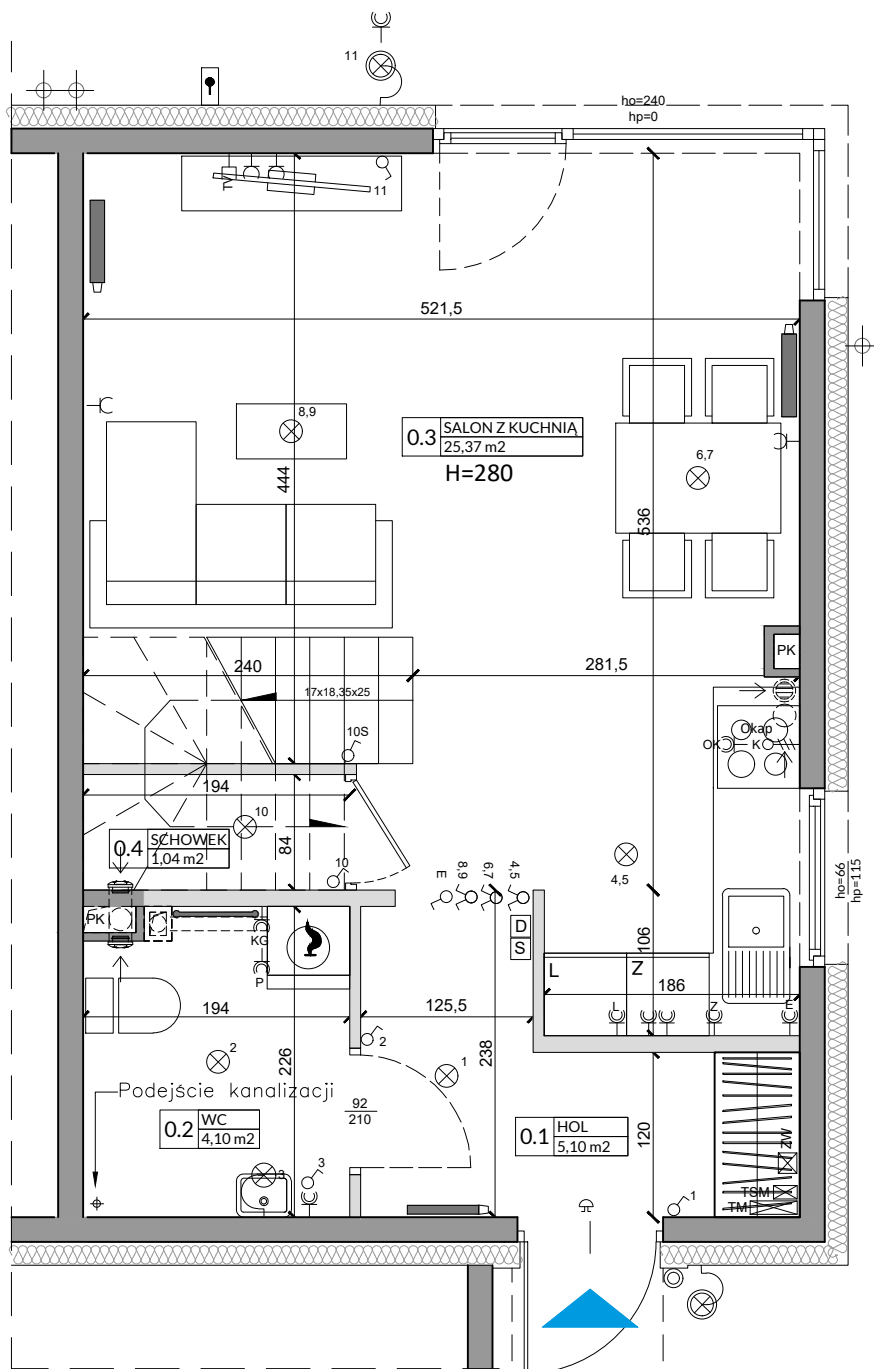 11
ho=240
hp=0
TV
11
521,5
8,9
0.3 SALON Z KUCHNIĄ
25,37 m2
H=280
6,7
444
536
PK
240
281,5
17x18,35x25
10S
Okap
OK
K
194
10
0.4 SCHOWEK
1,04 m2
84
10
E
8,9
6,7
4,5
4,5
ho=66
hp=115
PK
KG
P
D
S
106
L
Z
186
L
Z
E
194
125,5
2
2
1
226
238
Podejście kanalizacji
92
210
0.2 WC
4,10 m2
0.1 HOL
5,10 m2
120
ZW
TSM
TM
3
3
1